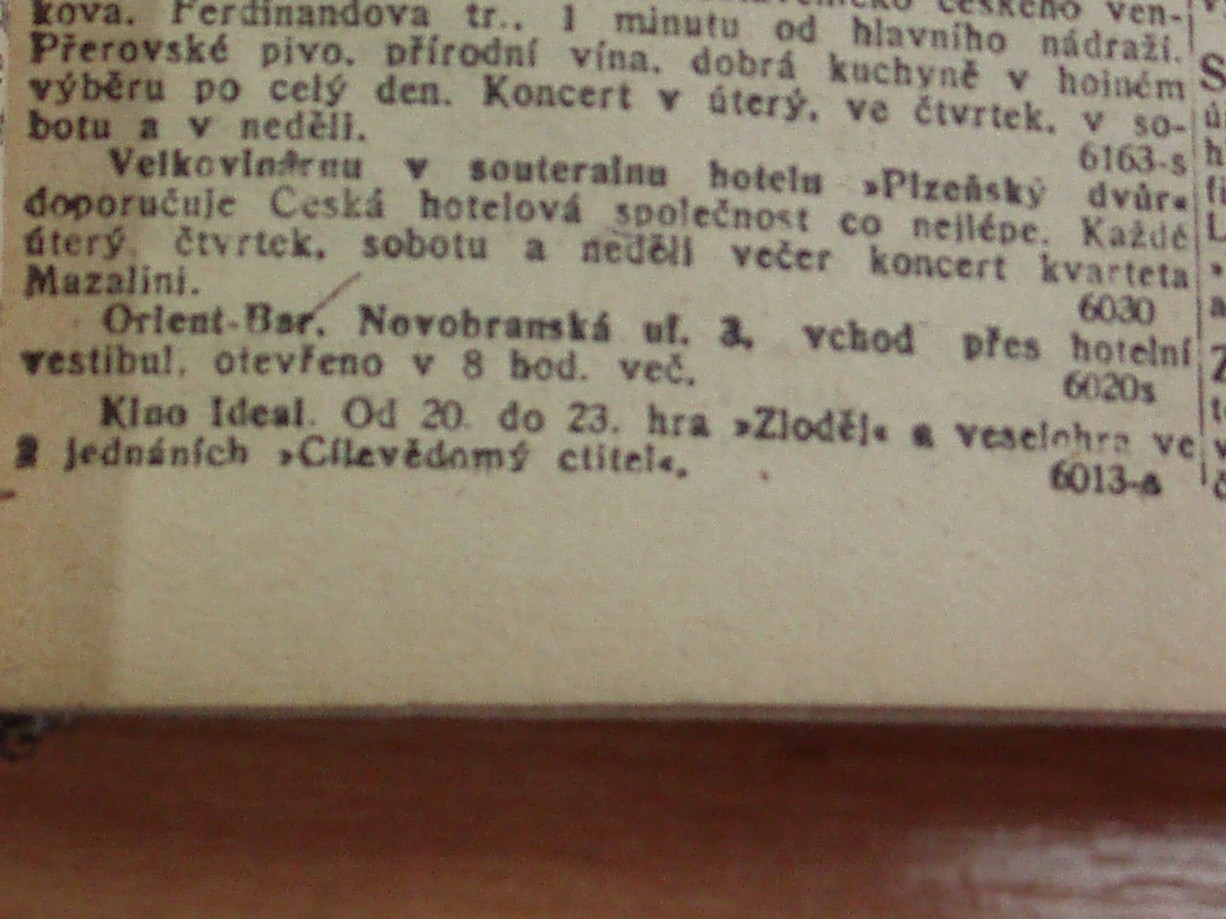 kova. Ferdinandova tr., 1 minutu od hlavního nádraží.
českého ven-
Přerovské pivo, přírodní vína, dobrá kuchyně v hojném
výběru po celý den. Koncert v úterý, ve čtvrtek, v so-
botu a v neděli.
6163-s
Velkovinárnu v souterainu hotelu »Plzeňský dvůr«
doporučuje Česká hotelová společnost co nejlépe. Každé
úterý, čtvrtek, sobotu a neděli večer koncert kvarteta
Mazalini.
6030
Orient-Bar, Novobranská ul. 3, vchod přes hotelní
vestibul, otevřeno v 8 hod. več.
6020s
Kino Ideal. Od 20. do 23. hra »Zloděj« a veselohra ve
2 jednáních »Cílevědomý ctitel«.
6013-s